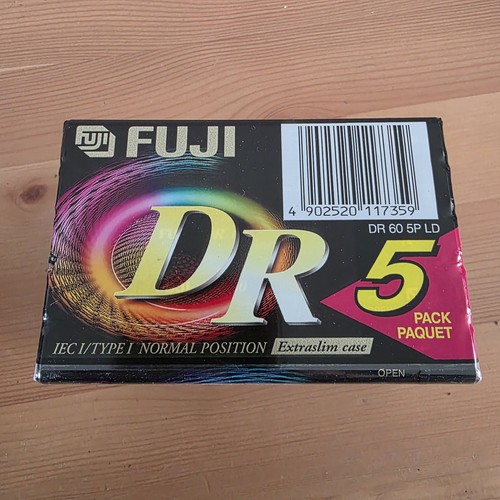 FUJI
FUJI
4 902520 117359
DR 60 5P LD
DR
5
PACK
PAQUET
IEC I/TYPE I NORMAL POSITION
Extraslim case
OPEN